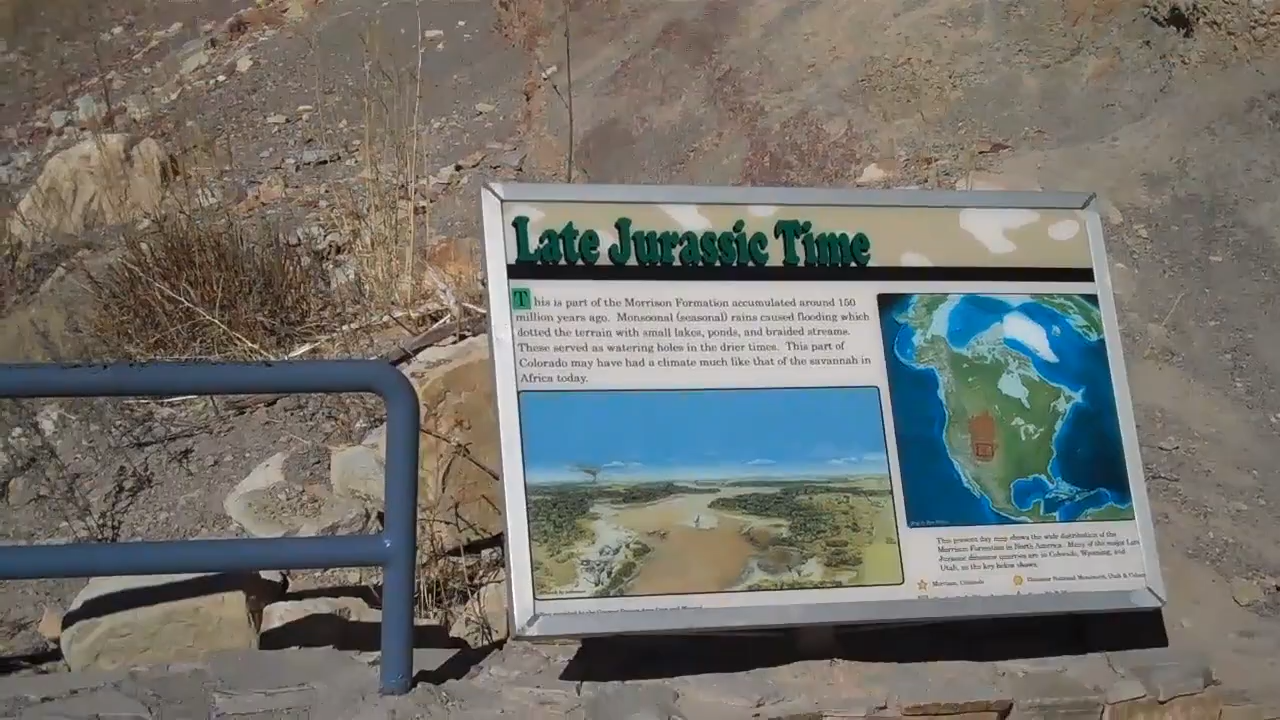 Late Jurassic Time
This is part of the Morrison Formation accumulated around 150
million years ago. Monsoonal (seasonal) rains caused flooding which
dotted the terrain with small lakes, ponds, and braided streams.
These served as watering holes in the drier times. This part of
Colorado may have had a climate much like that of the savannah in
Africa today.
This present day map shows the wide distribution of the
Morrison Formation in North America. Many of the major Late
Jurassic dinosaur quarries are in Colorado, Wyoming, and
Utah, as the key below shows.
Morrison, Colorado
Dinosaur National Monument, Utah &